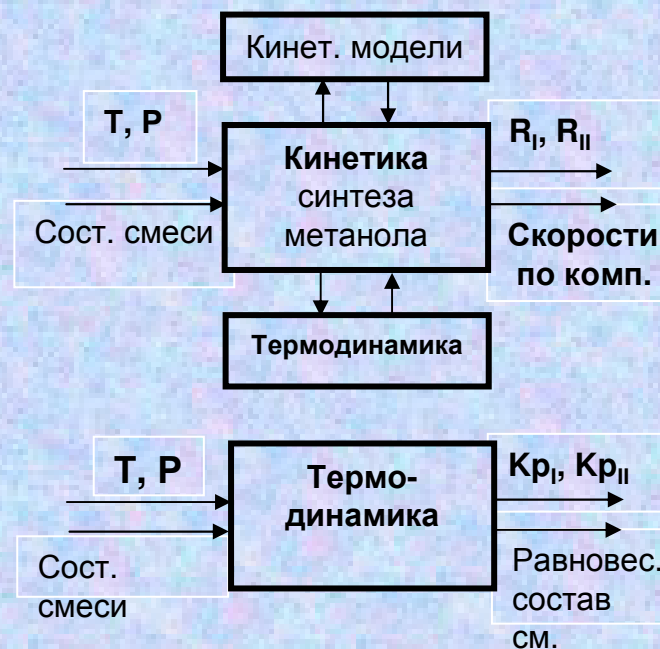 Кинет. модели
T, P
Сост. смеси
Кинетика
синтеза
метанола
R_I, R_II
Скорости
по комп.
Термодинамика
T, P
Сост.
смеси
Термо-
динамика
Kp_I, Kp_II
Равновес.
состав
см.